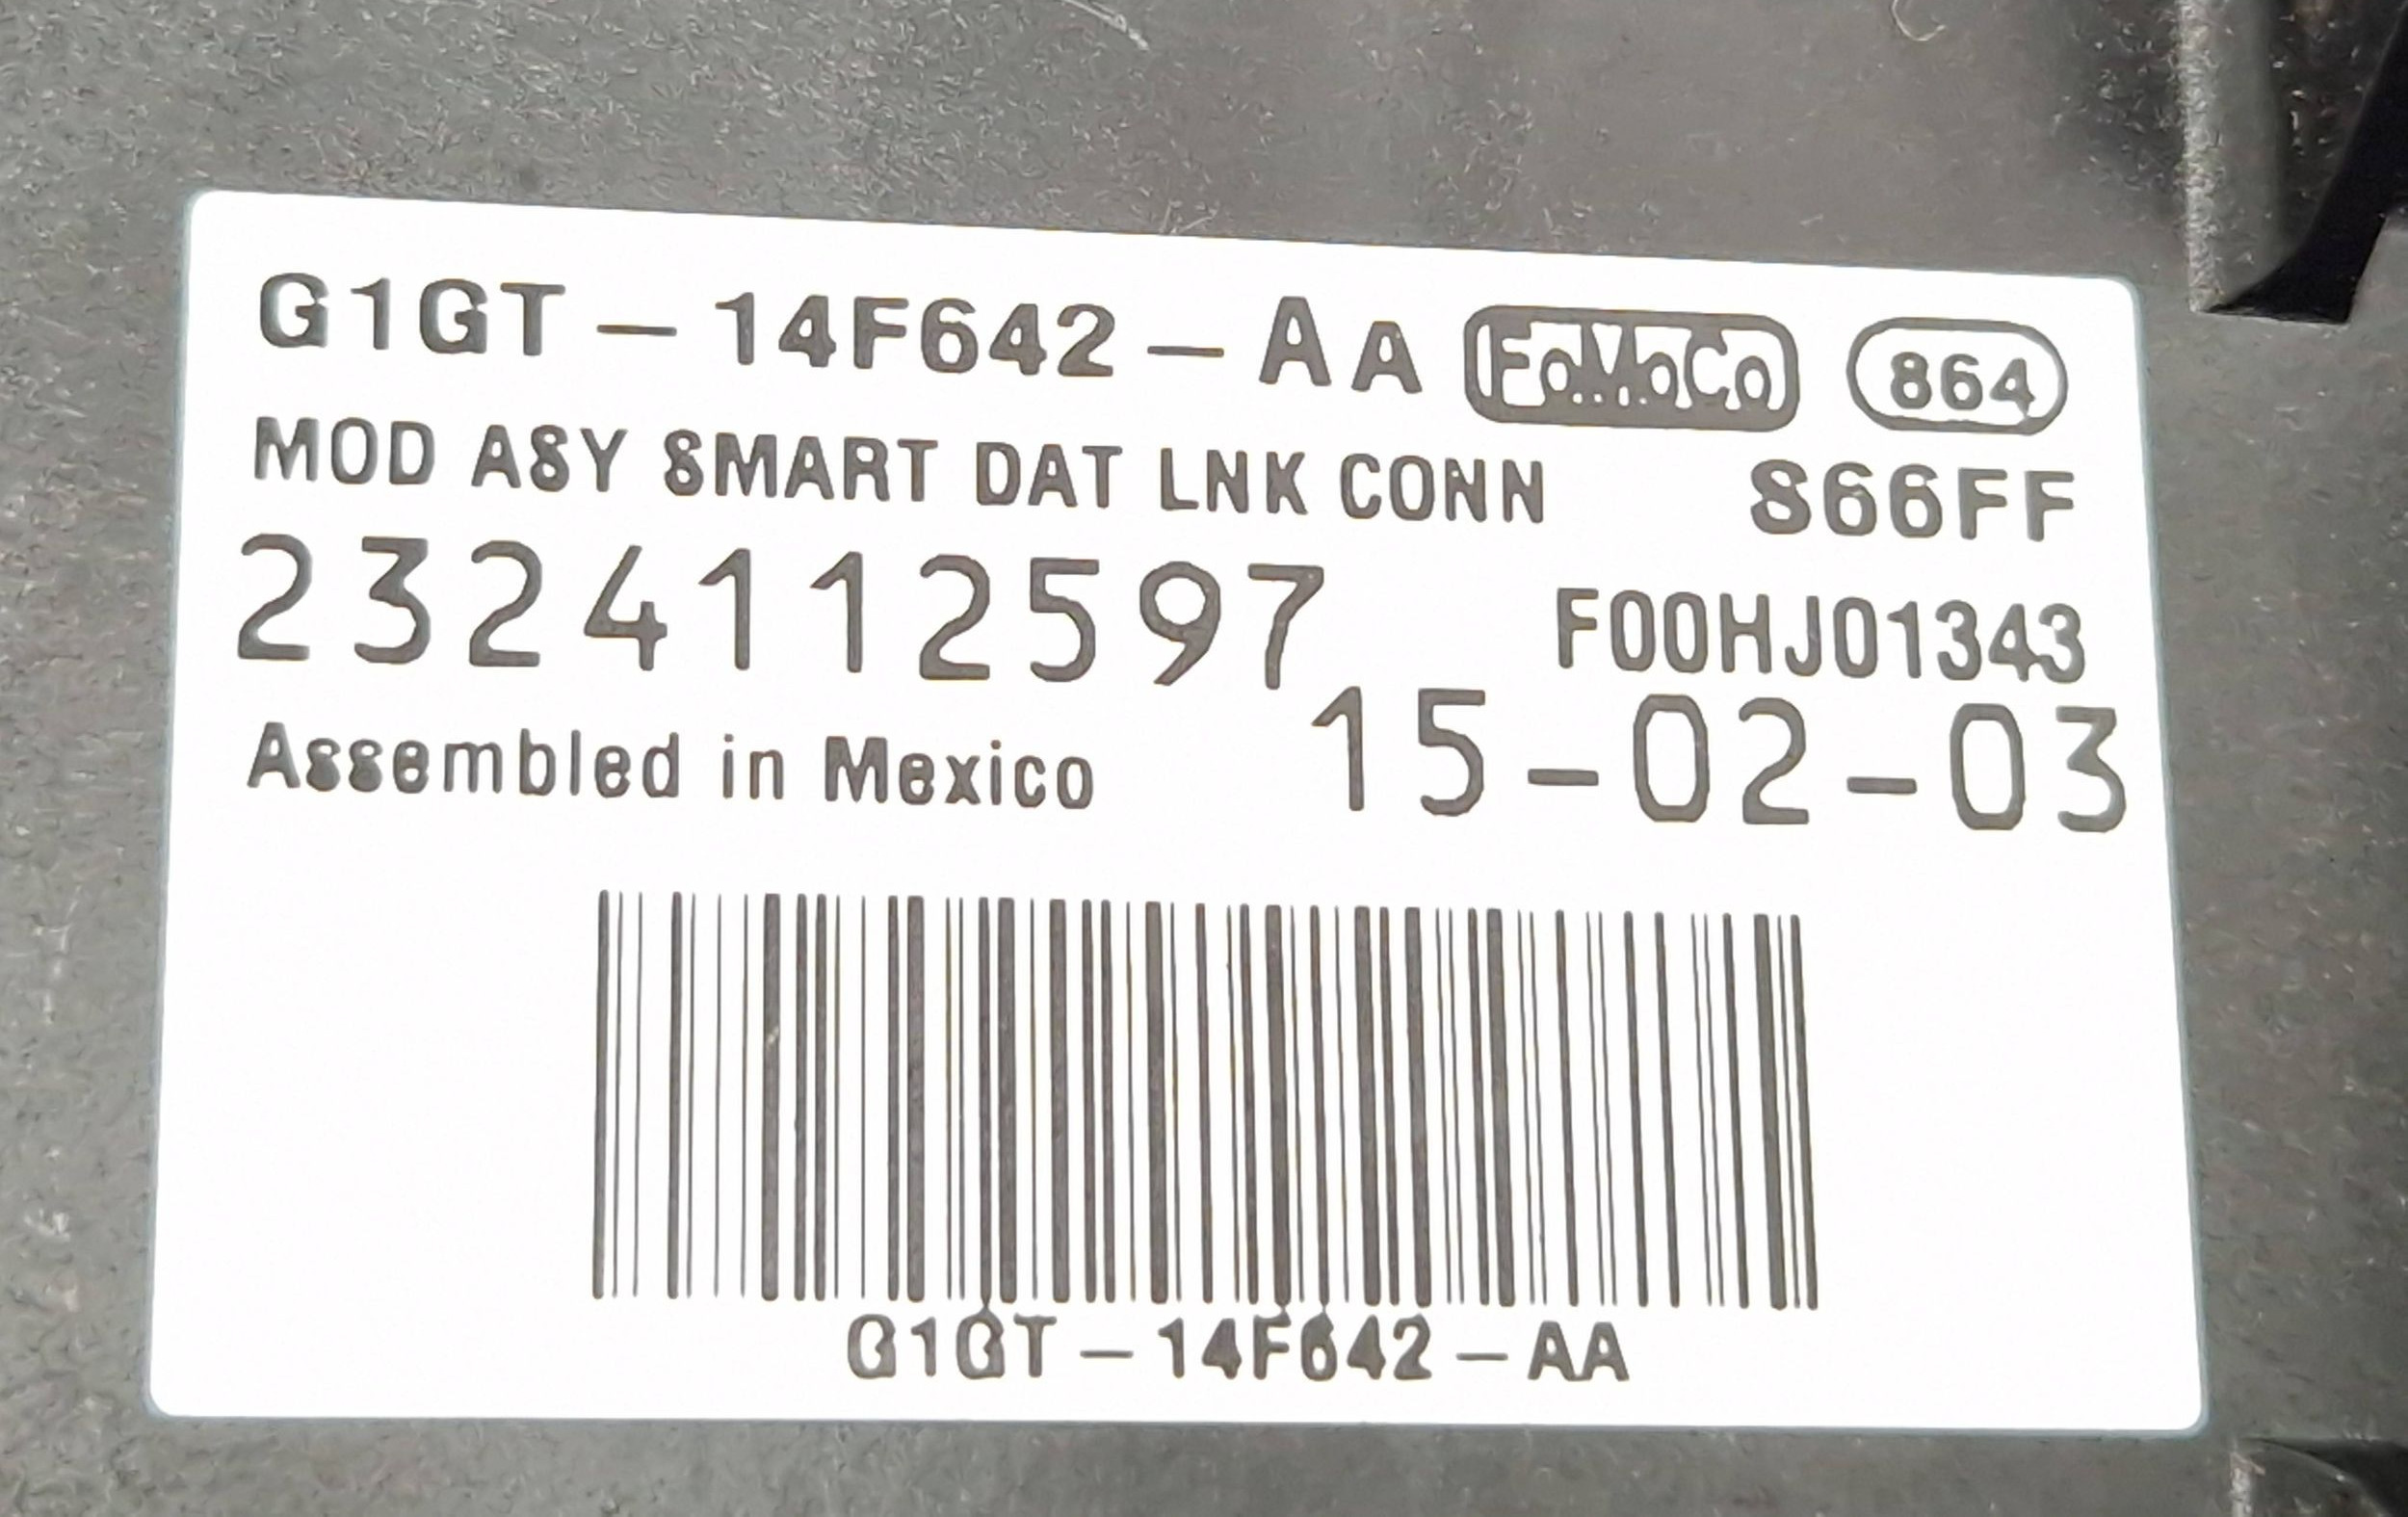 G1GT-14F642-AA FoMoCo 864
MOD ASY SMART DAT LNK CONN S66FF
2324112597 F00HJ01343
Assembled in Mexico 15-02-03
G1GT-14F642-AA